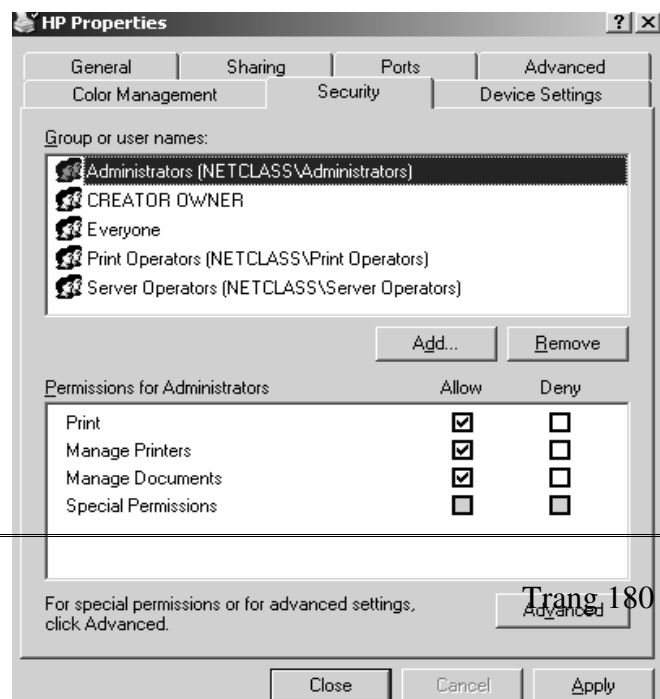 HP Properties
General Sharing Ports Advanced
Color Management Security Device Settings
Group or user names:
Administrators (NETCLASS\Administrators)
CREATOR OWNER
Everyone
Print Operators (NETCLASS\Print Operators)
Server Operators (NETCLASS\Server Operators)
Add... Remove
Permissions for Administrators Allow Deny
Print
Manage Printers
Manage Documents
Special Permissions
For special permissions or for advanced settings,
click Advanced.
Advanced
Trang 180
Close Cancel Apply